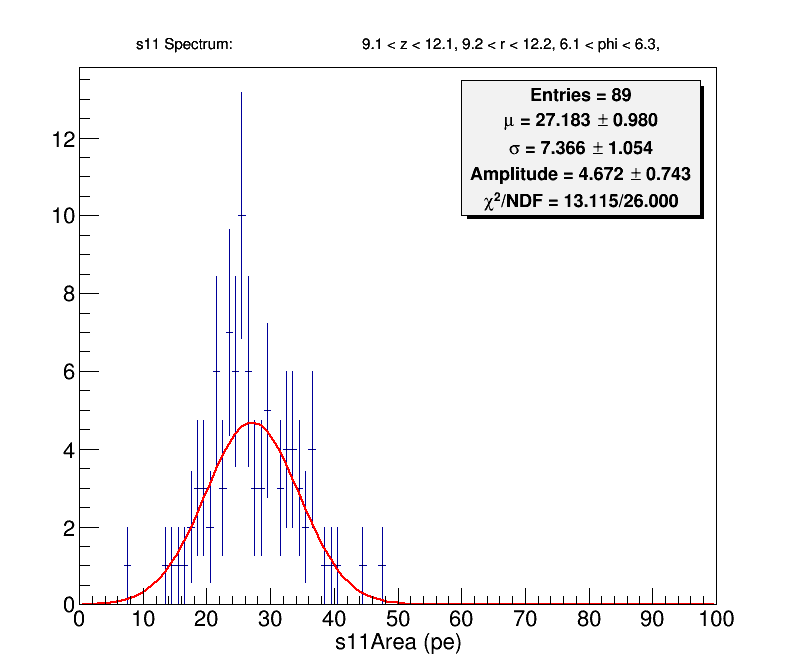 s11 Spectrum: 9.1 < z < 12.1, 9.2 < r < 12.2, 6.1 < phi < 6.3,
Entries = 89
μ = 27.183 ± 0.980
σ = 7.366 ± 1.054
Amplitude = 4.672 ± 0.743
χ²/NDF = 13.115/26.000
12
10
8
6
4
2
0
0 10 20 30 40 50 60 70 80 90 100
s11Area (pe)